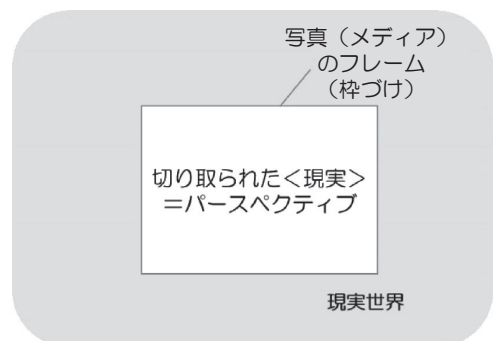 写真（メディア）
のフレーム
（枠づけ）
切り取られた＜現実＞
＝パースペクティブ
現実世界